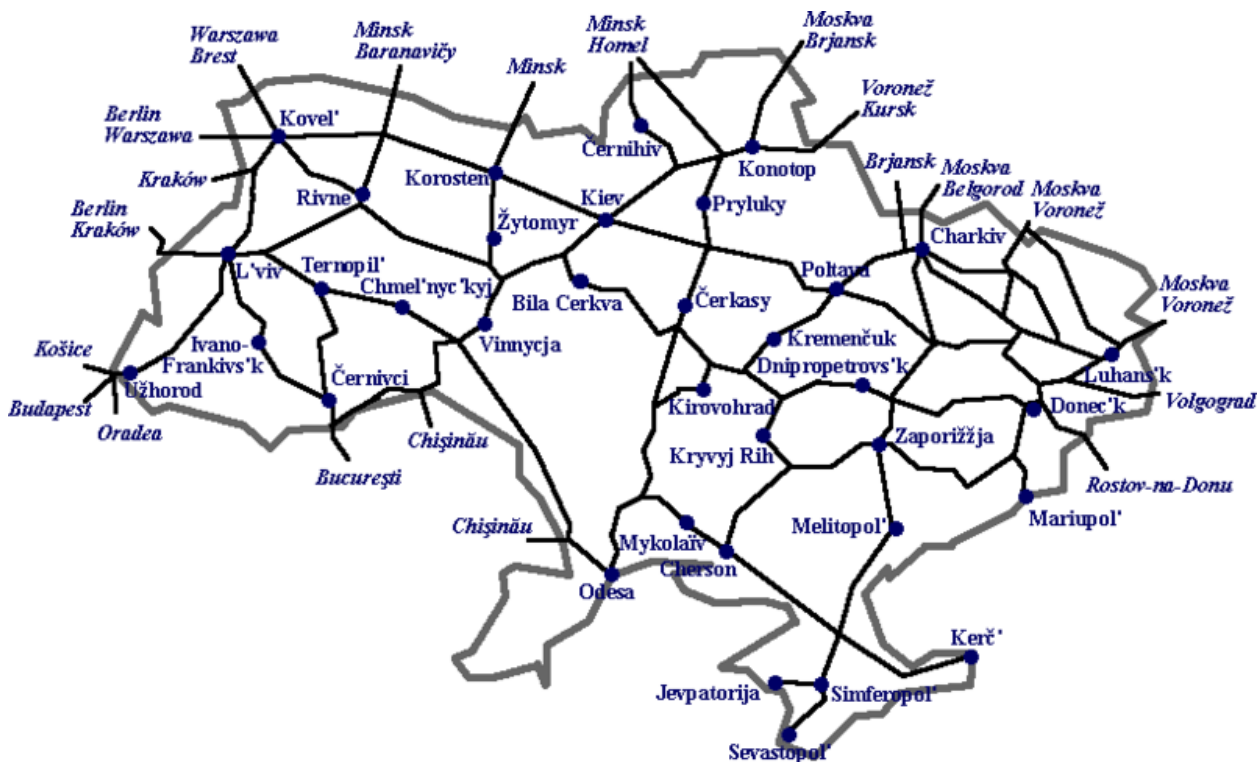 Warszawa
Brest
Minsk
Baranavičy
Minsk
Minsk
Homel
Moskva
Brjansk
Voronež
Kursk
Berlin
Warszawa
Kovel'
Černihiv
Konotop
Kraków
Rivne
Korosten
Kiev
Pryluky
Brjansk
Moskva
Belgorod
Moskva
Voronež
Berlin
Kraków
Žytomyr
Charkiv
L'viv
Ternopil'
Chmel'nyc'kyj
Bila Cerkva
Čerkasy
Poltava
Moskva
Voronež
Košice
Užhorod
Budapest
Oradea
Ivano-
Frankivs'k
Vinnycja
Kremenčuk
Dnipropetrovs'k
Luhans'k
Černivci
Kirovohrad
Donec'k
Volgograd
Chişinău
Bucureşti
Kryvyj Rih
Zaporižžja
Rostov-na-Donu
Mariupol'
Chişinău
Odesa
Mykolaïv
Cherson
Melitopol'
Kerč'
Jevpatorija
Simferopol'
Sevastopol'